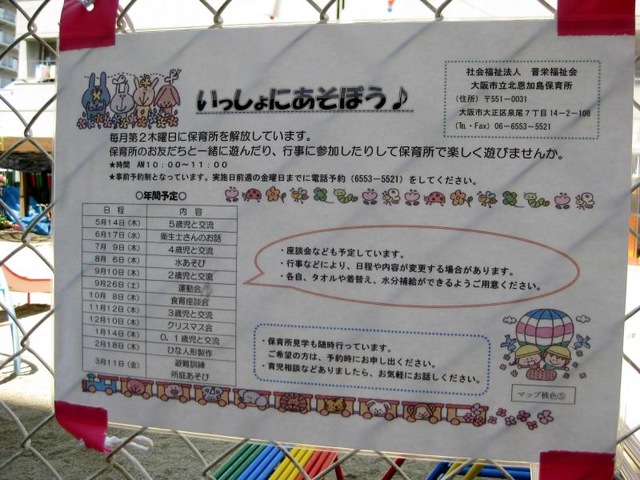 いっしょにあそぼう♪
社会福祉法人 晋栄福祉会
大阪市立北恩加島保育所
(住所) 〒551-0031
大阪市大正区泉尾7丁目14-2-108
(Tel・Fax) 06-6553-5521
毎月第2木曜日に保育所を解放しています。
保育所のお友だちと一緒に遊んだり、行事に参加したりして保育所で楽しく遊びませんか。
★時間 AM10:00~11:00
★事前予約制となっています。実施日前週の金曜日までに電話予約(6553-5521)をしてください。
○年間予定○
日程 内容
5月14日(木) 5歳児と交流
6月17日(水) 衛生士さんのお話
7月 9日(木) 4歳児と交流
8月 6日(木) 水あそび
9月10日(木) 2歳児と交流
9月26日(土) 運動会
10月 8日(木) 食育座談会
11月12日(木) 3歳児と交流
12月10日(木) クリスマス会
1月14日(木) 0,1歳児と交流
2月18日(木) ひな人形製作
3月11日(金) 避難訓練
所庭あそび
・座談会なども予定しています。
・行事などにより、日程や内容が変更する場合があります。
・各自、タオルや着替え、水分補給ができるようご用意ください。
・保育所見学も随時行っています。
ご希望の方は、予約時にお申し出ください。
・育児相談などありましたら、お気軽にお話しください。
マップ桃色⑤